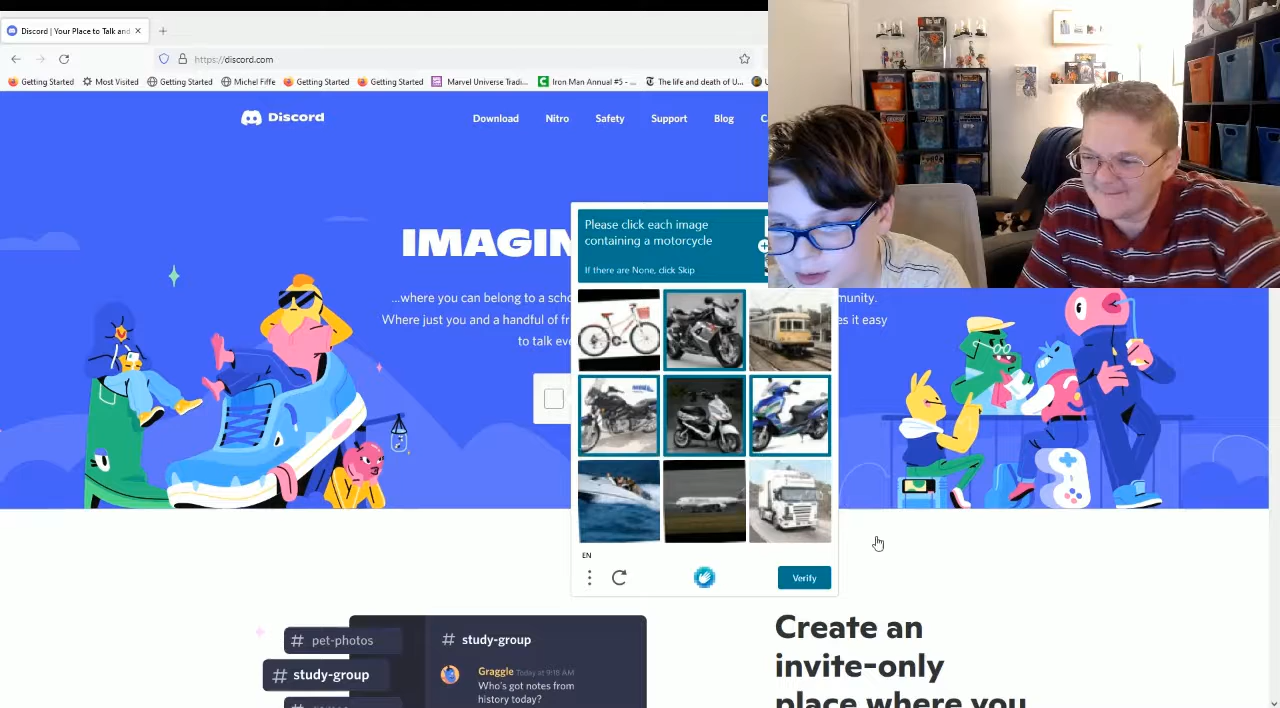 Discord | Your Place to Talk and
https://discord.com
Getting Started Most Visited Getting Started Michel Fiffe Getting Started Getting Started Marvel Universe Tradi... Iron Man Annual #5 - ... The life and death of U...
Discord
Download Nitro Safety Support Blog C
IMAGIN
...where you can belong to a scho
munity.
Where just you and a handful of fr
es it easy
to talk eve
Please click each image
containing a motorcycle
If there are None, click Skip
EN
Verify
# pet-photos
# study-group
# study-group
Graggle Today at 9:18 AM
Who's got notes from
history today?
Create an
invite-only
place where you